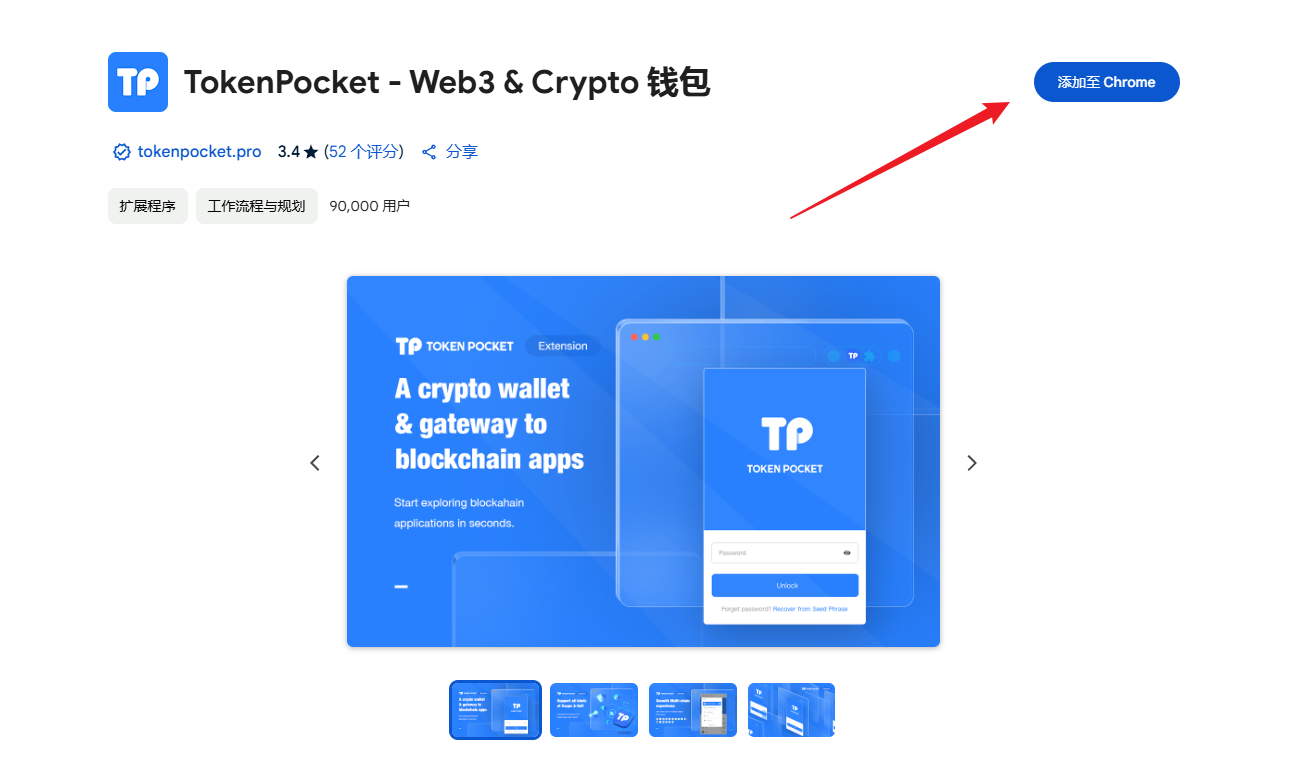 TP
TokenPocket - Web3 & Crypto 钱包
添加至 Chrome
tokenpocket.pro 3.4 ★ (52 个评分) 分享
扩展程序 工作流程与规划 90,000 用户
TP TOKEN POCKET Extension
A crypto wallet
& gateway to
blockchain apps
Start exploring blockahain
applications in seconds.
TP
TP
TOKEN POCKET
Password
Unlock
Forget password? Recover from Seed Phrase